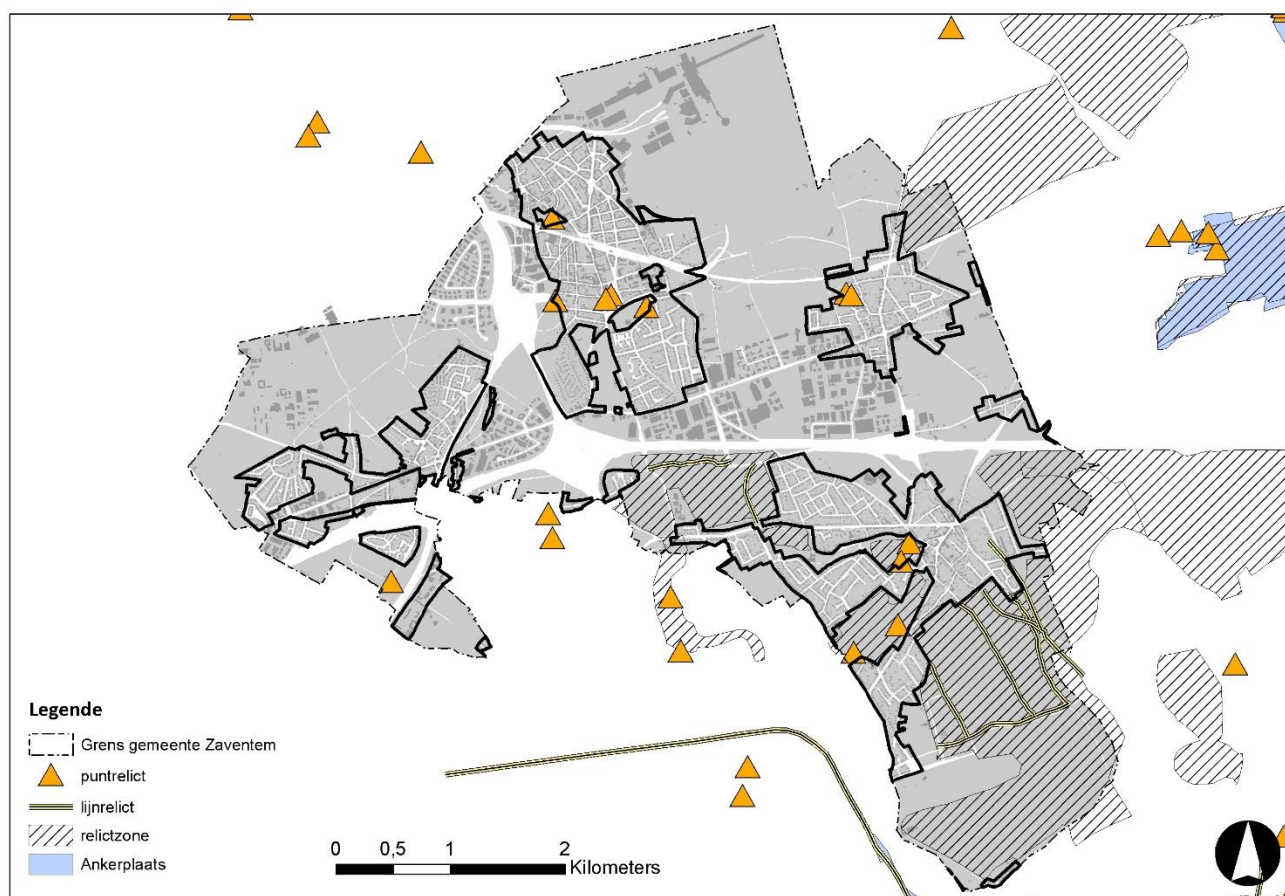 Legende
Grens gemeente Zaventem
puntrelict
lijnrelict
relictzone
Ankerplaats
0 0,5 1 2
Kilometers